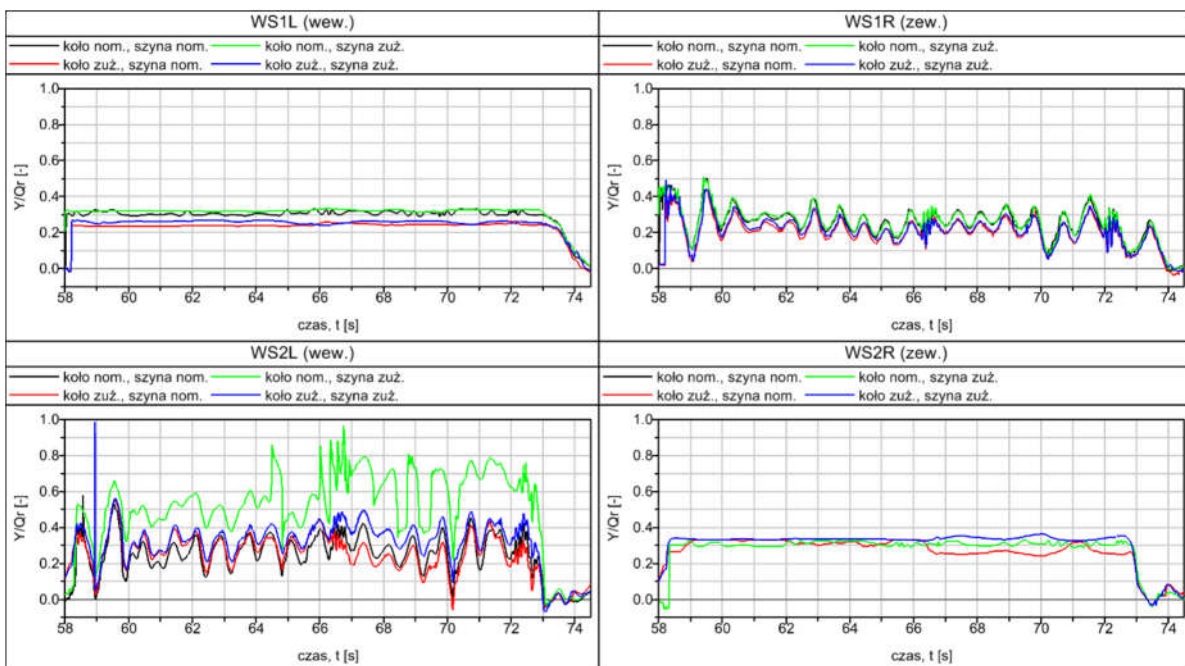 WS1L (wew.)
koło nom., szyna nom. koło nom., szyna zuż.
koło zuż., szyna nom. koło zuż., szyna zuż.
1.0
0.8
0.6
0.4
0.2
0.0
Y/Qr [-]
58 60 62 64 66 68 70 72 74
czas, t [s]
WS1R (zew.)
koło nom., szyna nom. koło nom., szyna zuż.
koło zuż., szyna nom. koło zuż., szyna zuż.
1.0
0.8
0.6
0.4
0.2
0.0
Y/Qr [-]
58 60 62 64 66 68 70 72 74
czas, t [s]
WS2L (wew.)
koło nom., szyna nom. koło nom., szyna zuż.
koło zuż., szyna nom. koło zuż., szyna zuż.
1.0
0.8
0.6
0.4
0.2
0.0
Y/Qr [-]
58 60 62 64 66 68 70 72 74
czas, t [s]
WS2R (zew.)
koło nom., szyna nom. koło nom., szyna zuż.
koło zuż., szyna nom. koło zuż., szyna zuż.
1.0
0.8
0.6
0.4
0.2
0.0
Y/Qr [-]
58 60 62 64 66 68 70 72 74
czas, t [s]